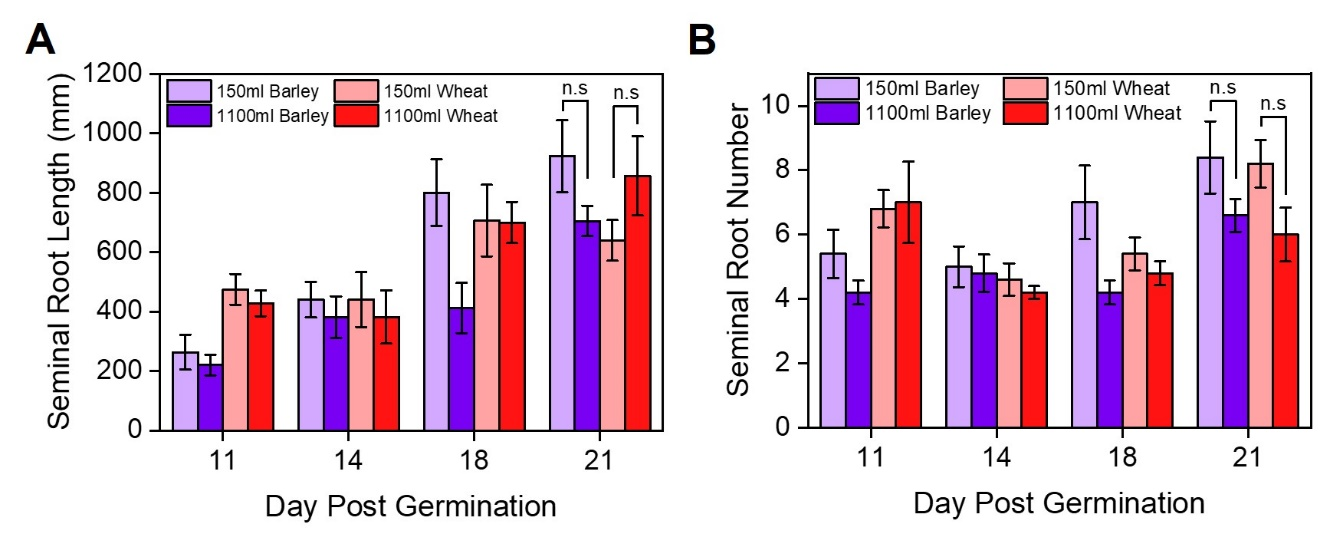 A
B
Seminal Root Length (mm)
1200
1000
800
600
400
200
0
150ml Barley
150ml Wheat
1100ml Barley
1100ml Wheat
n.s
n.s
11
14
18
21
Day Post Germination
Seminal Root Number
10
8
6
4
2
0
150ml Barley
150ml Wheat
1100ml Barley
1100ml Wheat
n.s
n.s
11
14
18
21
Day Post Germination